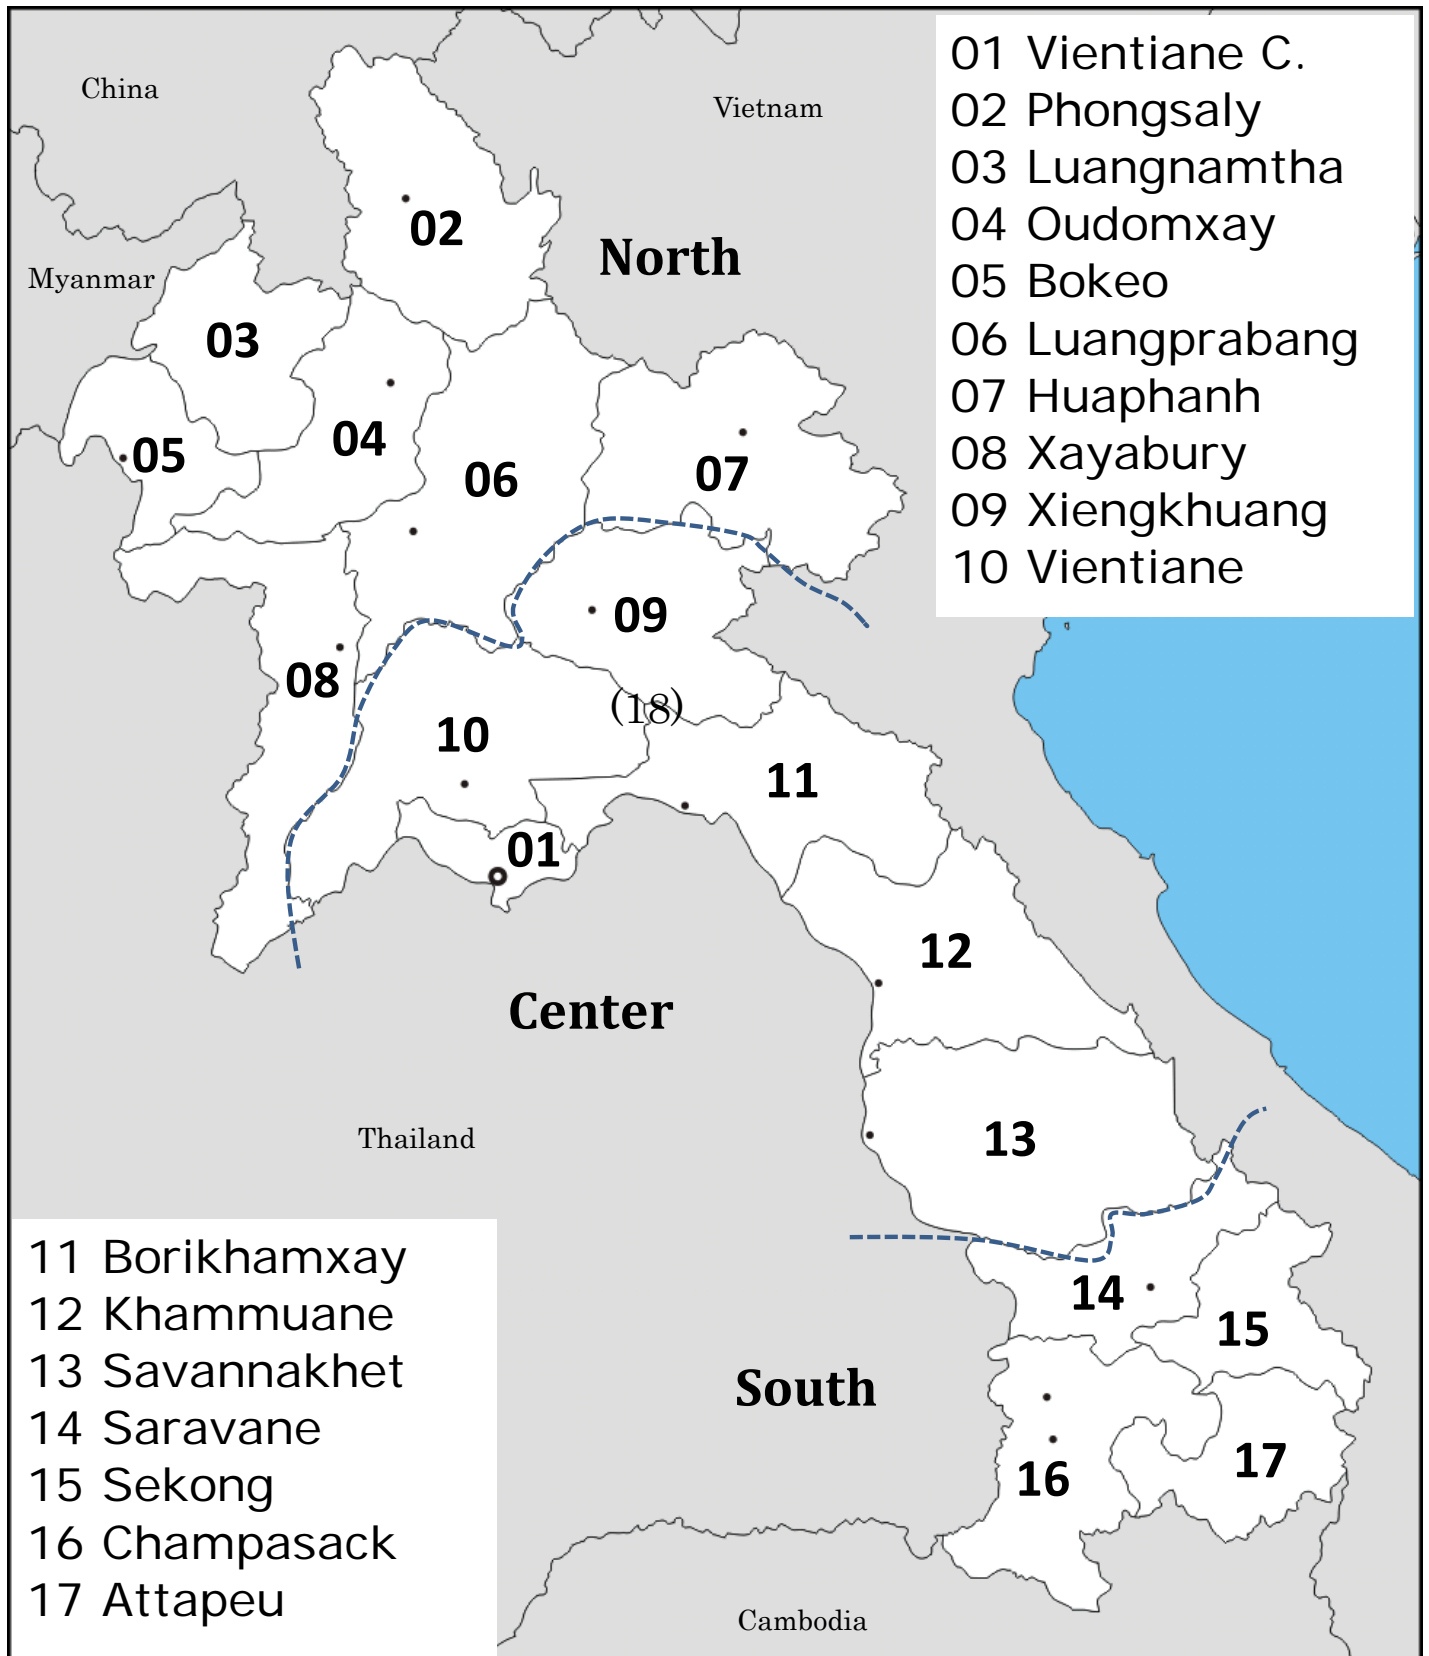 China
Vietnam
01 Vientiane C.
02 Phongsaly
03 Luangnamtha
04 Oudomxay
05 Bokeo
06 Luangprabang
07 Huaphanh
08 Xayabury
09 Xiengkhuang
10 Vientiane
02
North
Myanmar
03
04
05
06
07
09
08
(18)
10
11
01
12
Center
13
Thailand
14
15
South
16
17
Cambodia
11 Borikhamxay
12 Khammuane
13 Savannakhet
14 Saravane
15 Sekong
16 Champasack
17 Attapeu